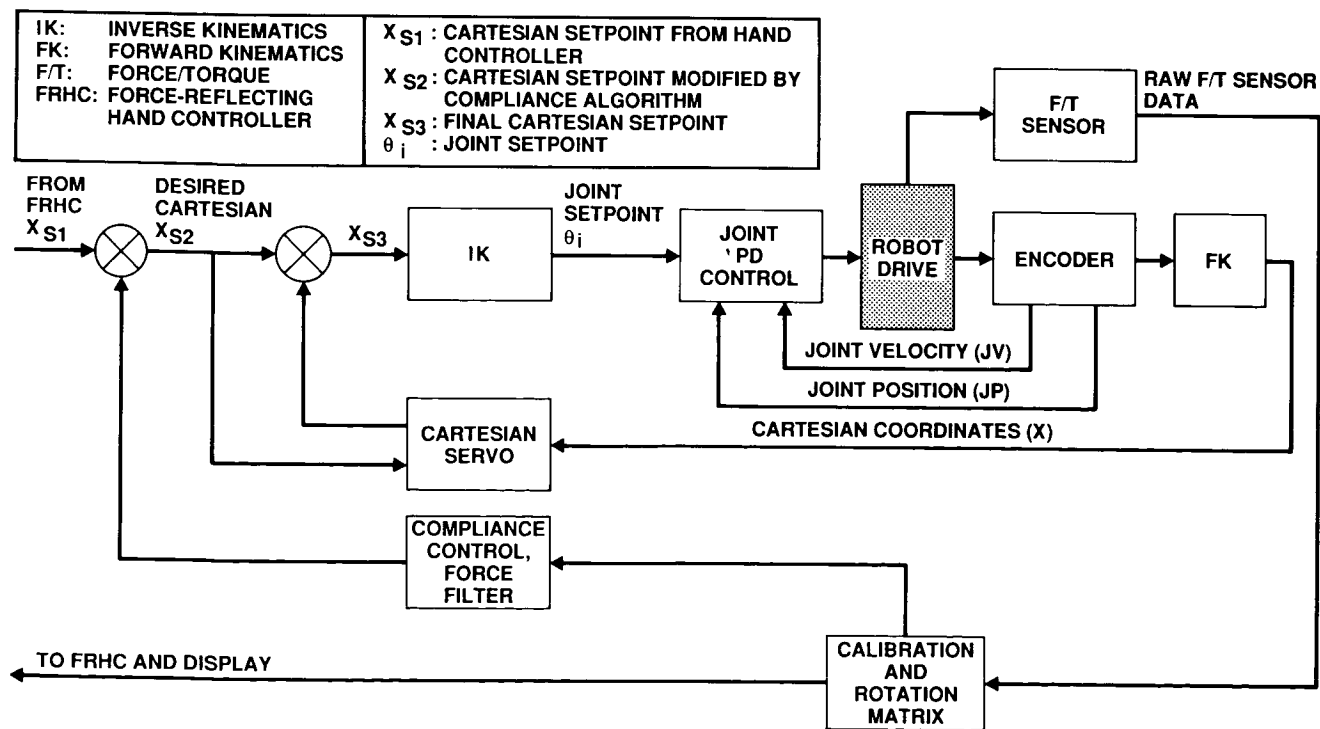 IK: INVERSE KINEMATICS
FK: FORWARD KINEMATICS
F/T: FORCE/TORQUE
FRHC: FORCE-REFLECTING
HAND CONTROLLER
X S1 : CARTESIAN SETPOINT FROM HAND
CONTROLLER
X S2 : CARTESIAN SETPOINT MODIFIED BY
COMPLIANCE ALGORITHM
X S3 : FINAL CARTESIAN SETPOINT
θ i : JOINT SETPOINT
F/T
SENSOR
RAW F/T SENSOR
DATA
FROM
FRHC
X S1
DESIRED
CARTESIAN
X S2
X S3
IK
JOINT
SETPOINT
θ i
JOINT
' PD
CONTROL
ROBOT
DRIVE
ENCODER
FK
JOINT VELOCITY (JV)
JOINT POSITION (JP)
CARTESIAN COORDINATES (X)
CARTESIAN
SERVO
COMPLIANCE
CONTROL,
FORCE
FILTER
TO FRHC AND DISPLAY
CALIBRATION
AND
ROTATION
MATRIX